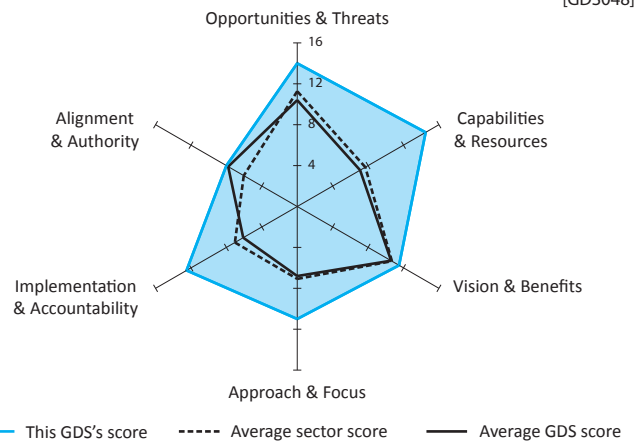 [GDS048]
Opportunities & Threats
16
12
8
4
Capabilities
& Resources
Vision & Benefits
Approach & Focus
Implementation
& Accountability
Alignment
& Authority
This GDS's score
Average sector score
Average GDS score